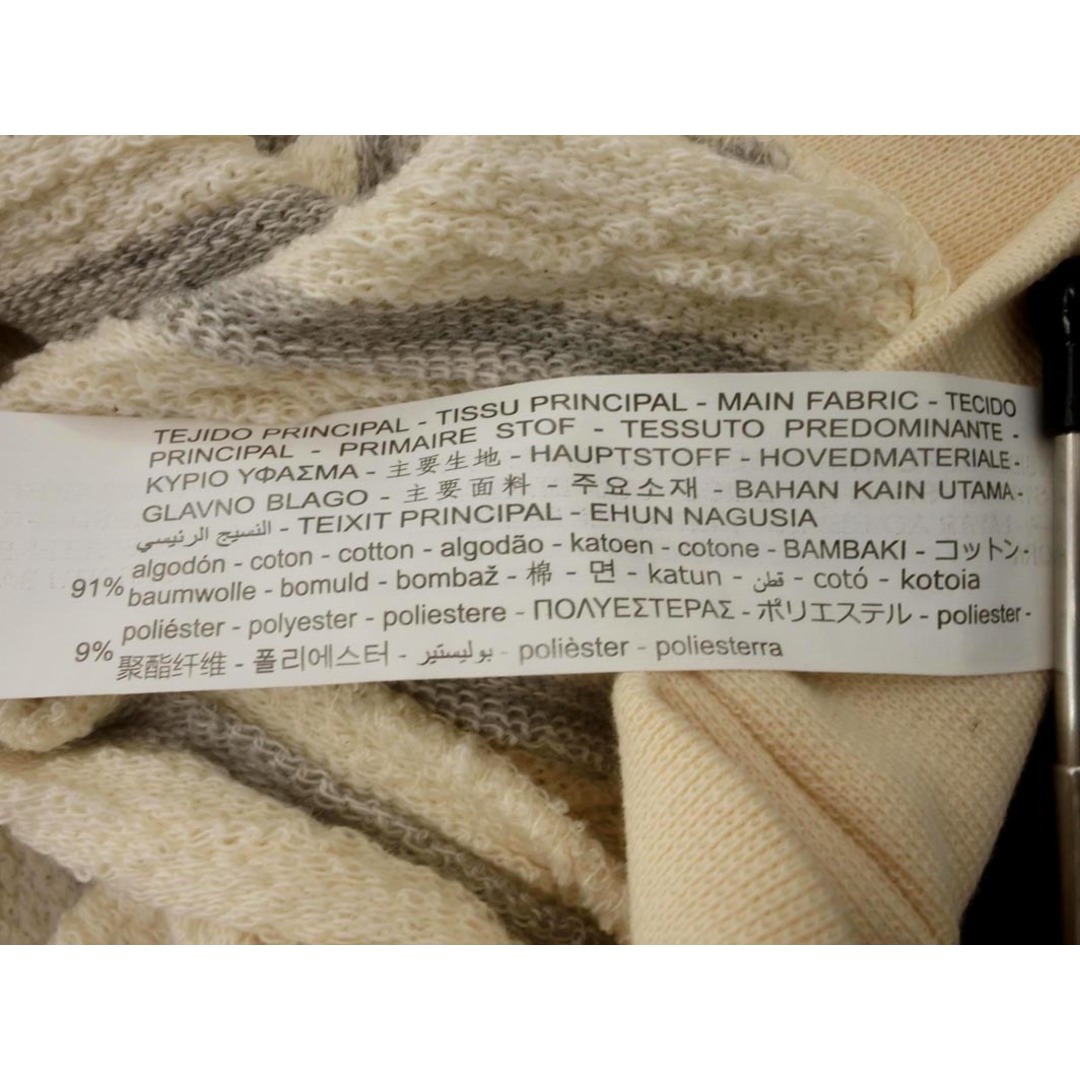 TEJIDO PRINCIPAL - TISSU PRINCIPAL - MAIN FABRIC - TECIDO
PRINCIPAL - PRIMAIRE STOF - TESSUTO PREDOMINANTE -
ΚΥΡΙΟ ΥΦΑΣΜΑ - 主要生地 - HAUPTSTOFF - HOVEDMATERIALE -
GLAVNO BLAGO - 主要面料 - 주요소재 - BAHAN KAIN UTAMA -
النسيج الرئيسي - TEIXIT PRINCIPAL - EHUN NAGUSIA
91% algodón - coton - cotton - algodão - katoen - cotone - BAMBAKI - コットン -
baumwolle - bomuld - bombaž - 棉 - 면 - katun - قطن - cotó - kotoia
9% poliéster - polyester - poliestere - ΠΟΛΥΕΣΤΕΡΑΣ - ポリエステル - poliester -
聚酯纤维 - 폴리에스터 - بوليستير - polièster - poliesterra